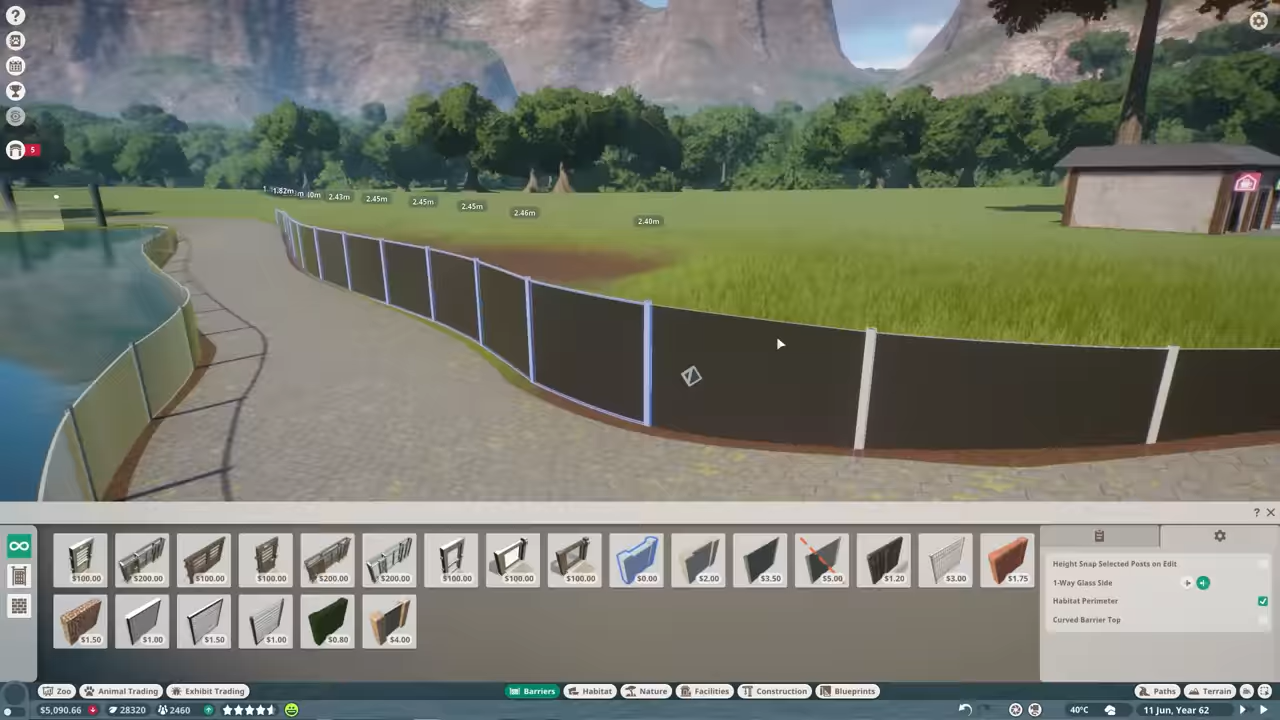 ?
5
1.82m
2.43m
2.45m
2.45m
2.45m
2.46m
2.40m
? ×
$100.00 $200.00 $100.00 $100.00 $200.00 $200.00 $100.00 $100.00 $100.00 $0.00 $2.00 $3.50 $5.00 $1.20 $3.00 $1.75
$1.50 $1.00 $1.50 $1.00 $0.80 $4.00
Height Snap Selected Posts on Edit
1-Way Glass Side
Habitat Perimeter
Curved Barrier Top
Zoo Animal Trading Exhibit Trading Barriers Habitat Nature Facilities Construction Blueprints Paths Terrain
$5,090.66 28320 2460 40°C 11 Jun, Year 62